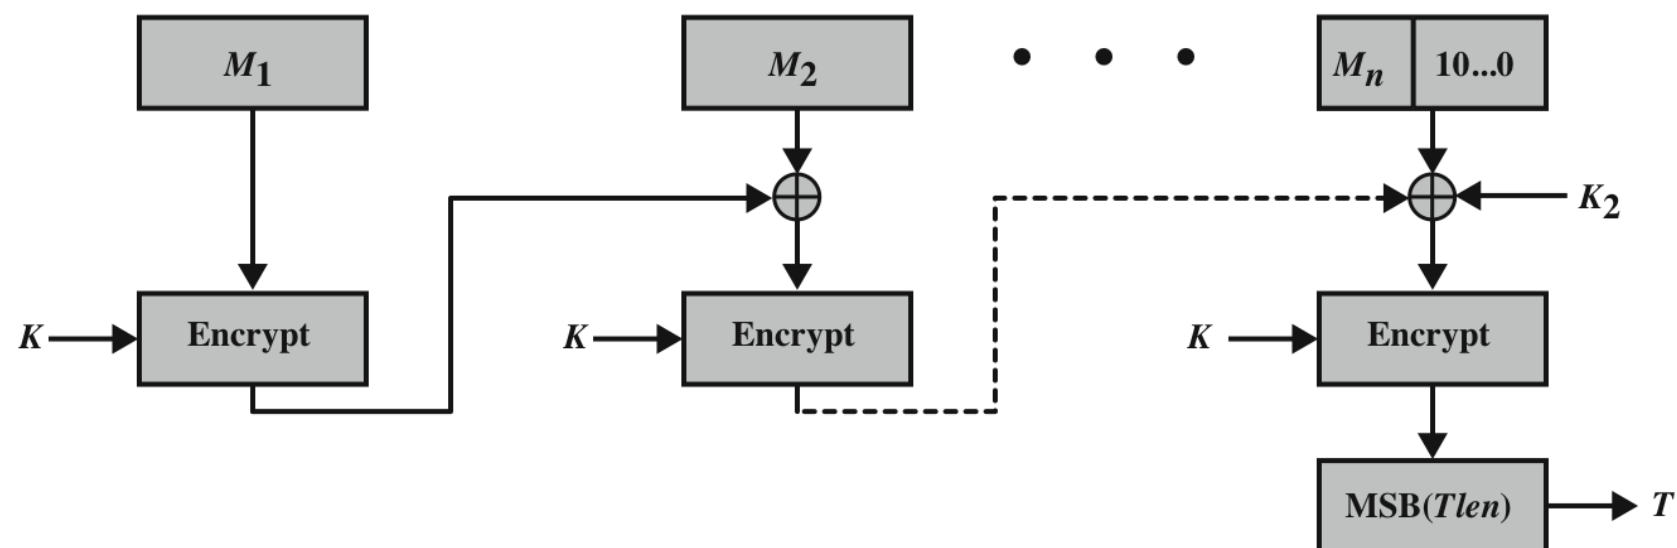 M1 M2 • • • Mn 10...0
K2
K Encrypt K Encrypt K Encrypt
MSB(Tlen) T